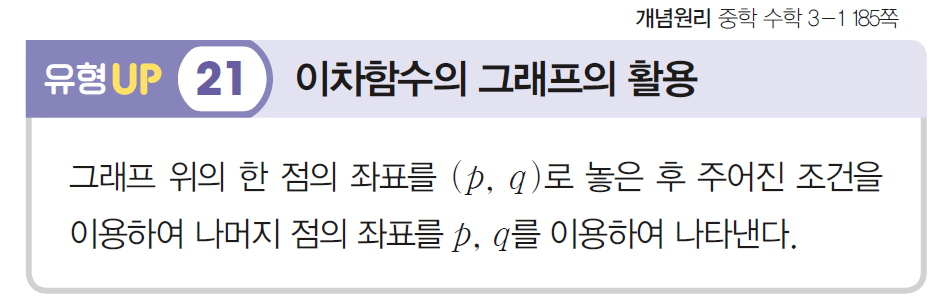 개념원리 중학 수학 3-1 185쪽
유형UP 21 이차함수의 그래프의 활용
그래프 위의 한 점의 좌표를 (p, q)로 놓은 후 주어진 조건을
이용하여 나머지 점의 좌표를 p, q를 이용하여 나타낸다.